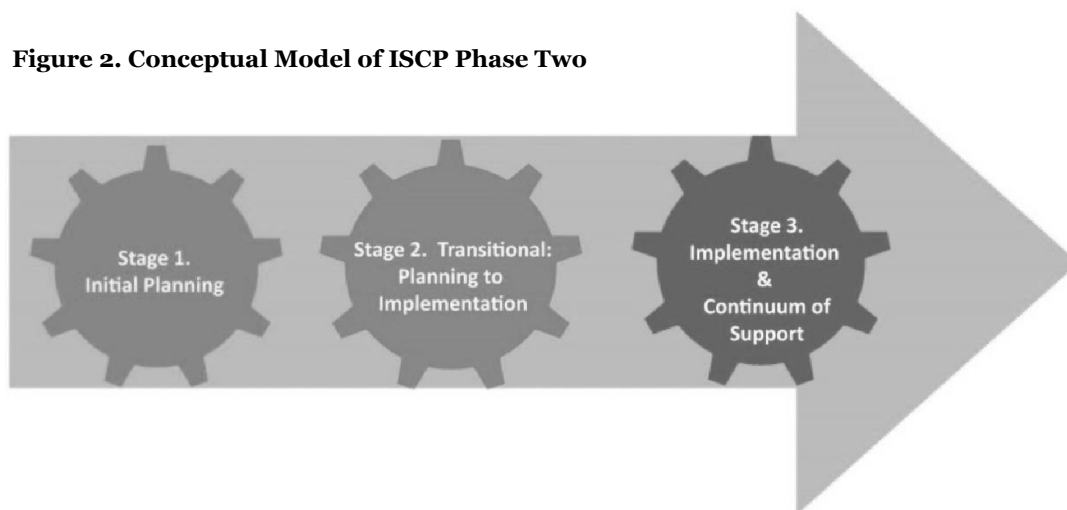 Figure 2. Conceptual Model of ISCP Phase Two
Stage 1.
Initial Planning
Stage 2.  Transitional:
Planning to
Implementation
Stage 3.
Implementation
&
Continuum of
Support